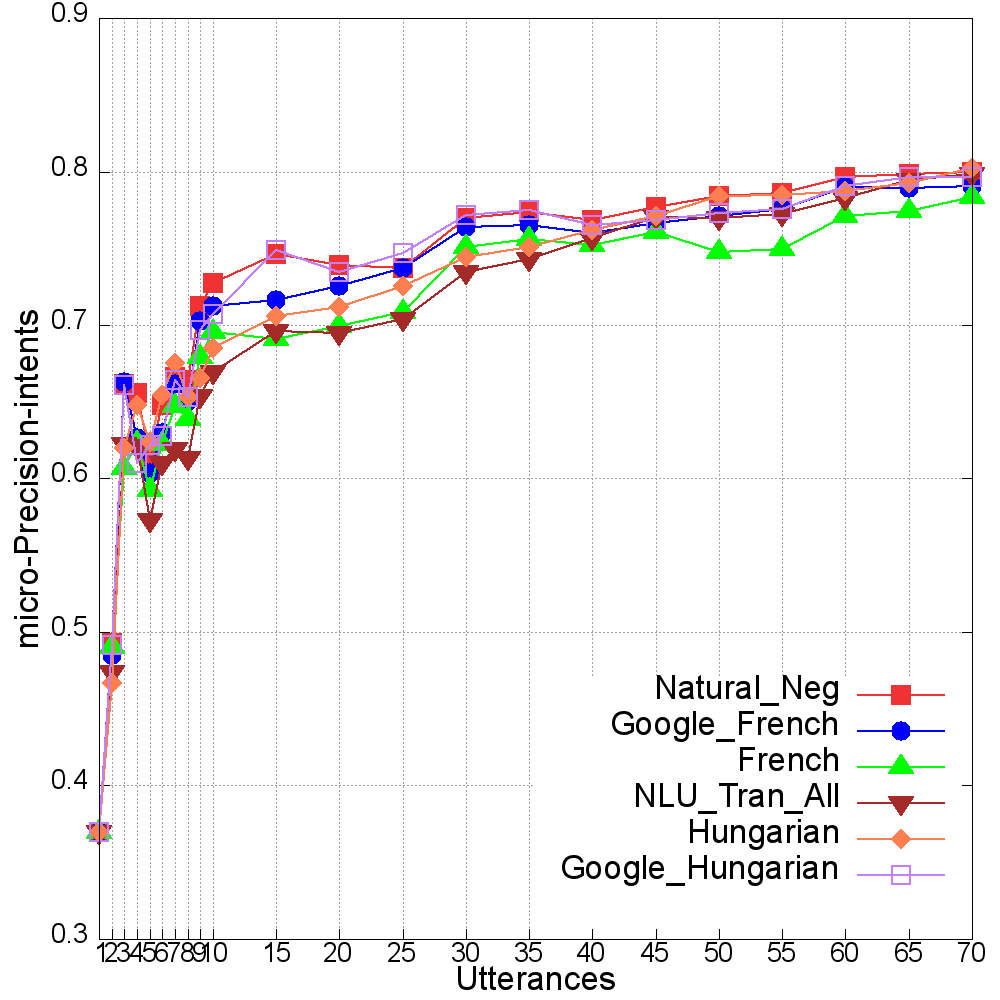 0.9
0.8
0.7
0.6
0.5
0.4
0.3
micro-Precision-intents
Natural_Neg
Google_French
French
NLU_Tran_All
Hungarian
Google_Hungarian
1 2 3 4 5 6 7 8 9 10 15 20 25 30 35 40 45 50 55 60 65 70
Utterances